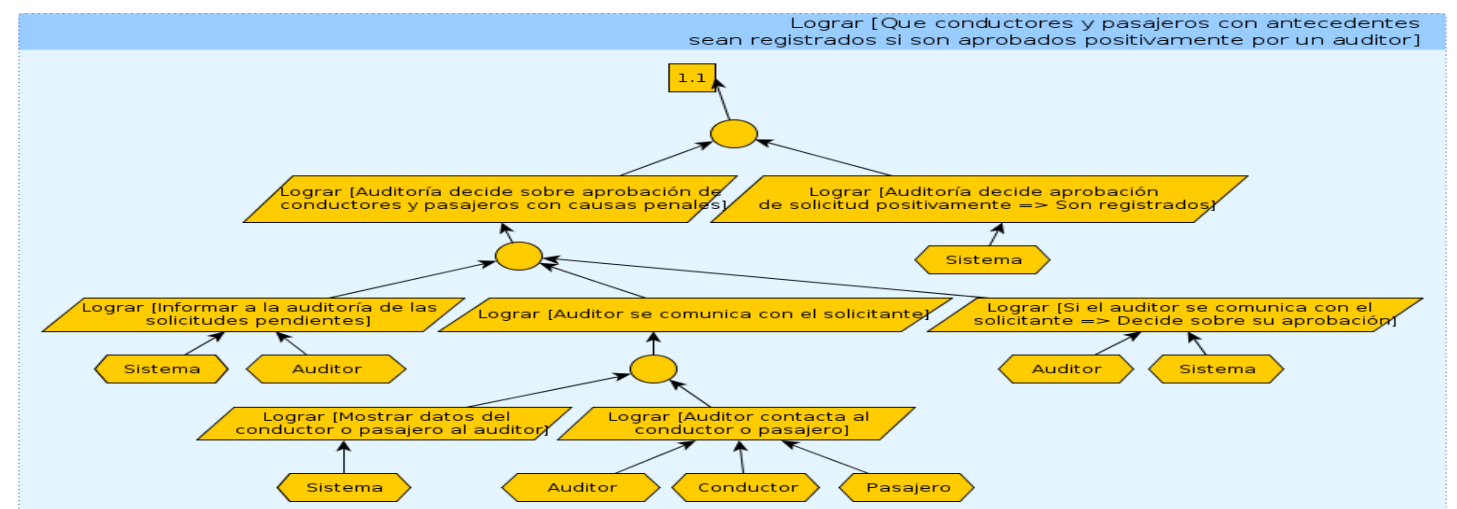 Lograr [Que conductores y pasajeros con antecedentes
sean registrados si son aprobados positivamente por un auditor]
1.1
Lograr [Auditoría decide sobre aprobación de
conductores y pasajeros con causas penales]
Lograr [Auditoría decide aprobación
de solicitud positivamente => Son registrados]
Sistema
Lograr [Informar a la auditoría de las
solicitudes pendientes]
Lograr [Auditor se comunica con el solicitante]
Lograr [Si el auditor se comunica con el
solicitante => Decide sobre su aprobación]
Sistema
Auditor
Auditor
Sistema
Lograr [Mostrar datos del
conductor o pasajero al auditor]
Lograr [Auditor contacta al
conductor o pasajero]
Sistema
Auditor
Conductor
Pasajero